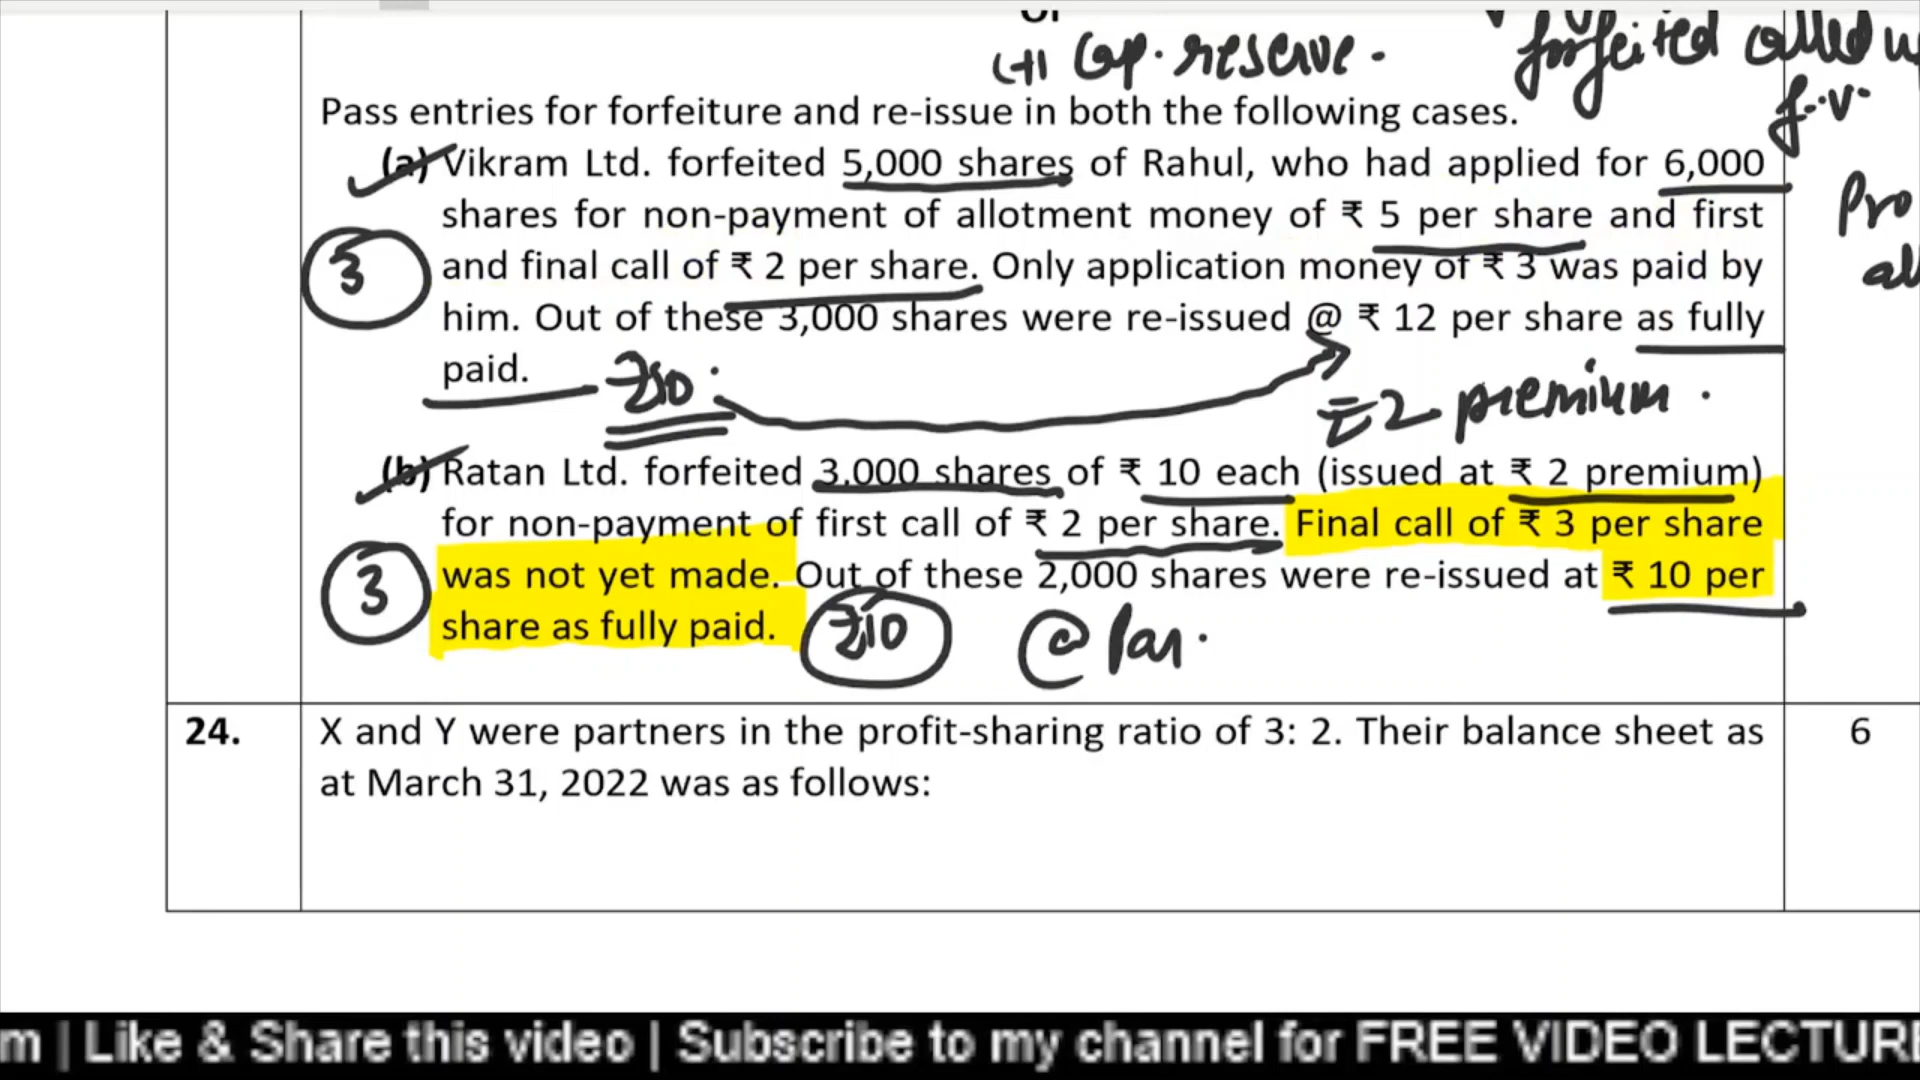 or
(+) Cap. reserve.
forfeited called u
f.v.
Pass entries for forfeiture and re-issue in both the following cases.
(a) Vikram Ltd. forfeited 5,000 shares of Rahul, who had applied for 6,000
shares for non-payment of allotment money of ₹ 5 per share and first
and final call of ₹ 2 per share. Only application money of ₹ 3 was paid by
him. Out of these 3,000 shares were re-issued @ ₹ 12 per share as fully
paid.
3
Pro
al
₹10.
₹2 premium.
(b) Ratan Ltd. forfeited 3,000 shares of ₹ 10 each (issued at ₹ 2 premium)
for non-payment of first call of ₹ 2 per share. Final call of ₹ 3 per share
was not yet made. Out of these 2,000 shares were re-issued at ₹ 10 per
share as fully paid.
3
₹10
@ Par.
24.
X and Y were partners in the profit-sharing ratio of 3: 2. Their balance sheet as
at March 31, 2022 was as follows:
6
m | Like & Share this video | Subscribe to my channel for FREE VIDEO LECTUR